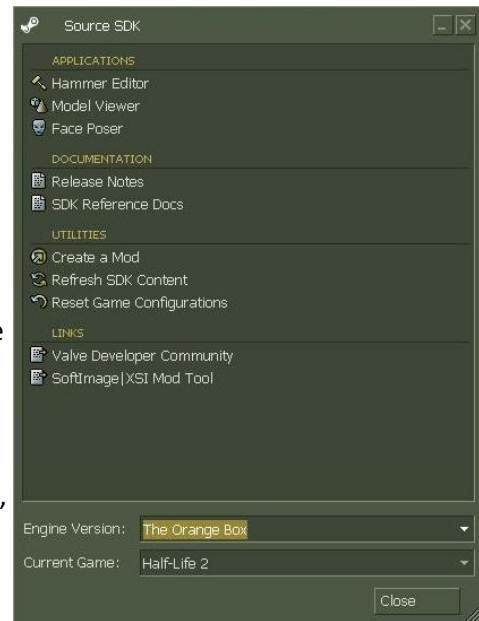 Source SDK
APPLICATIONS
Hammer Editor
Model Viewer
Face Poser
DOCUMENTATION
Release Notes
SDK Reference Docs
UTILITIES
Create a Mod
Refresh SDK Content
Reset Game Configurations
LINKS
Valve Developer Community
SoftImage|XSI Mod Tool
Engine Version: The Orange Box
Current Game: Half-Life 2
Close